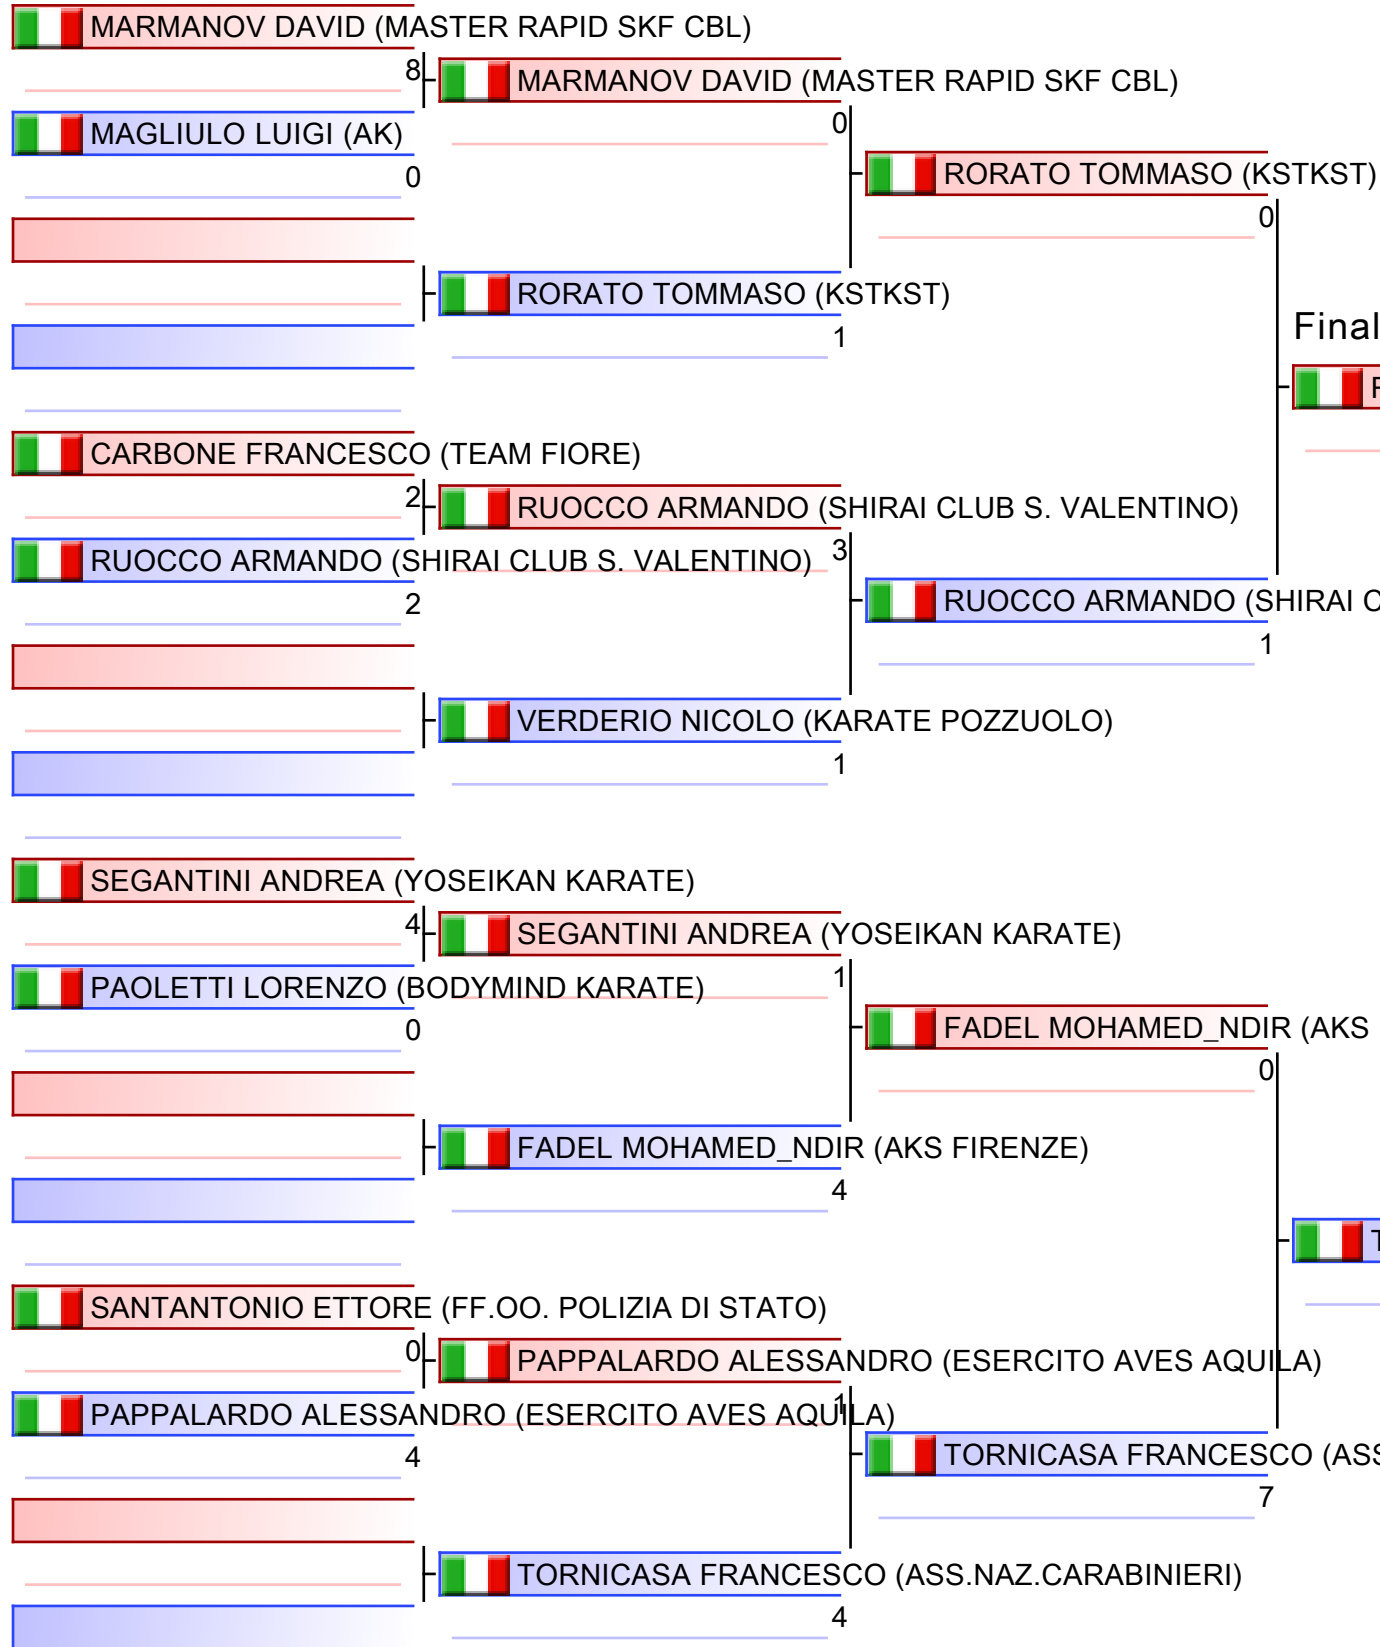 MARMANOV DAVID (MASTER RAPID SKF CBL)
8
MAGLIULO LUIGI (AK)
0
CARBONE FRANCESCO (TEAM FIORE)
2
RUOCCO ARMANDO (SHIRAI CLUB S. VALENTINO)
2
SEGANTINI ANDREA (YOSEIKAN KARATE)
4
PAOLETTI LORENZO (BODYMIND KARATE)
0
SANTANTONIO ETTORE (FF.OO. POLIZIA DI STATO)
0
PAPPALARDO ALESSANDRO (ESERCITO AVES AQUILA)
4
MARMANOV DAVID (MASTER RAPID SKF CBL)
0
RORATO TOMMASO (KSTKST)
1
RUOCCO ARMANDO (SHIRAI CLUB S. VALENTINO)
3
VERDERIO NICOLO (KARATE POZZUOLO)
1
SEGANTINI ANDREA (YOSEIKAN KARATE)
1
FADEL MOHAMED_NDIR (AKS FIRENZE)
4
PAPPALARDO ALESSANDRO (ESERCITO AVES AQUILA)
1
TORNICASA FRANCESCO (ASS.NAZ.CARABINIERI)
4
RORATO TOMMASO (KSTKST)
0
RUOCCO ARMANDO (SHIRAI C
1
FADEL MOHAMED_NDIR (AKS
0
TORNICASA FRANCESCO (ASS
7
Final